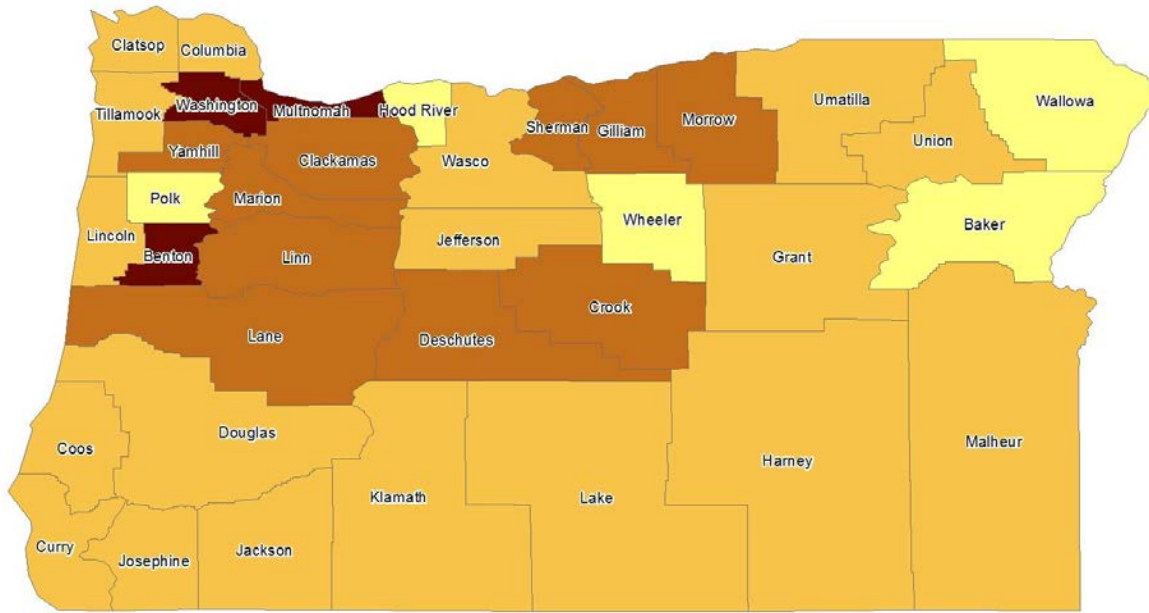 Clatsop
Columbia
Tillamook
Washington
Multnomah
Hood River
Sherman
Gilliam
Morrow
Umatilla
Union
Wallowa
Yamhill
Clackamas
Wasco
Polk
Marion
Wheeler
Baker
Lincoln
Benton
Linn
Jefferson
Grant
Lane
Deschutes
Crook
Coos
Douglas
Klamath
Lake
Harney
Malheur
Curry
Josephine
Jackson